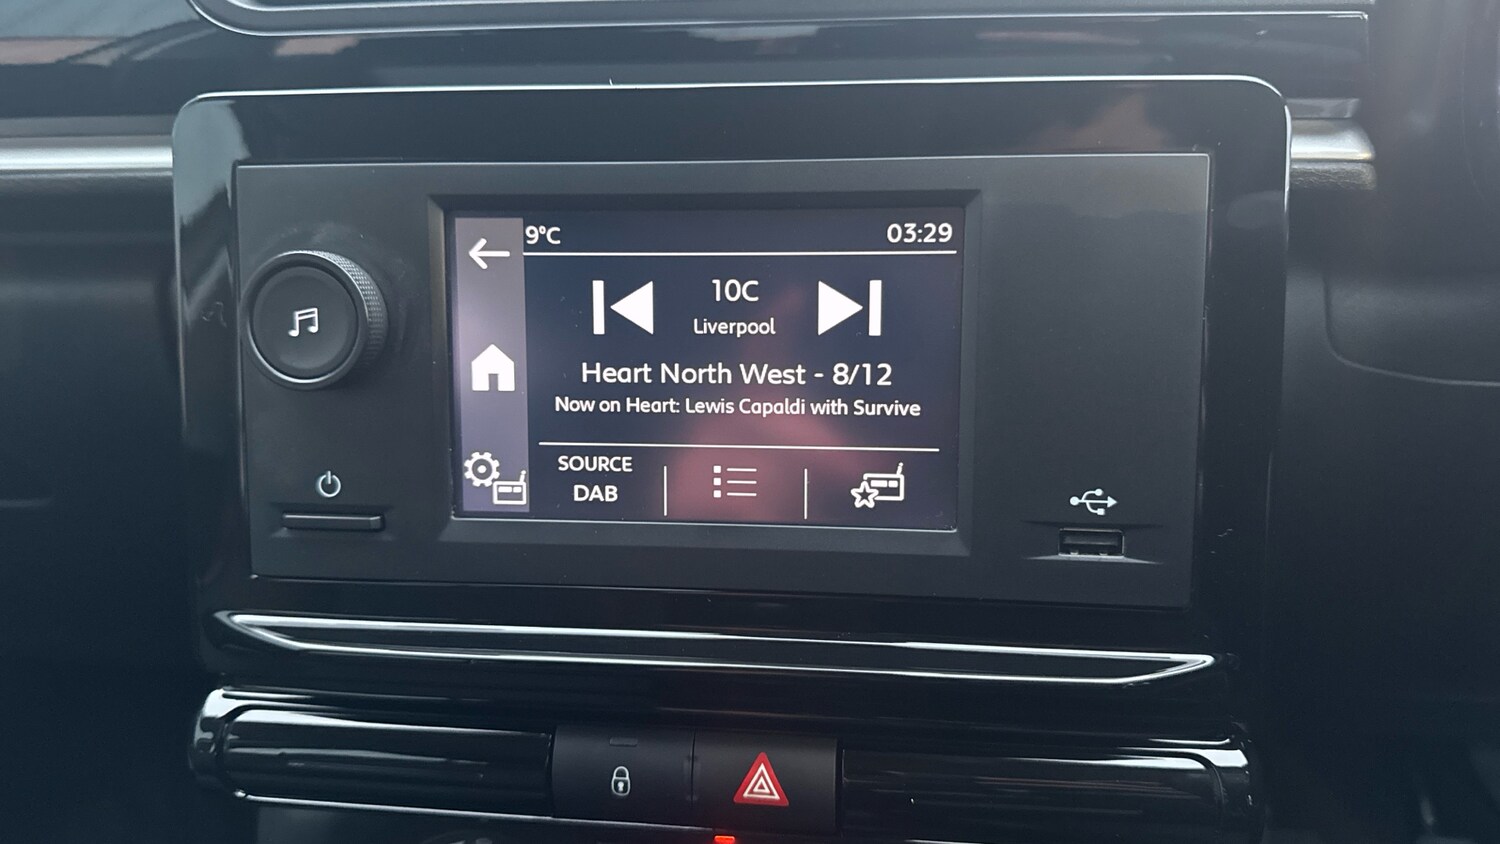 9°C 03:29
10C
Liverpool
Heart North West - 8/12
Now on Heart: Lewis Capaldi with Survive
SOURCE
DAB